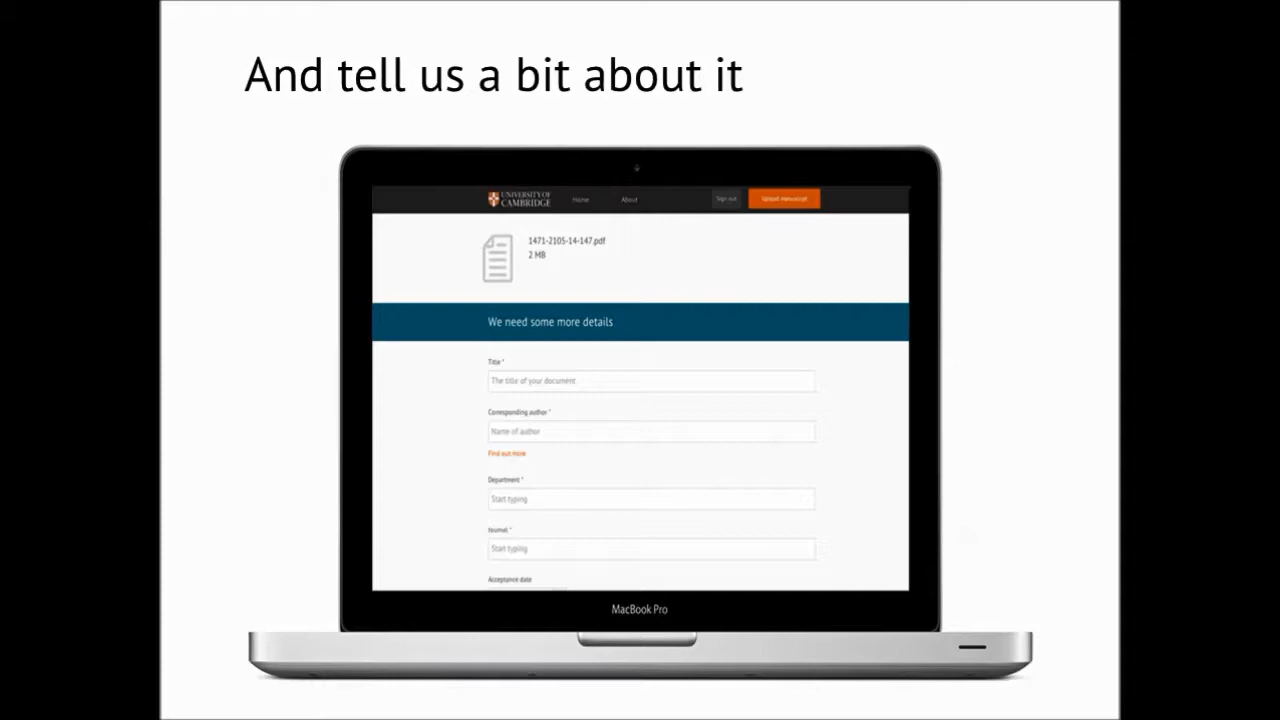 And tell us a bit about it
UNIVERSITY OF
CAMBRIDGE
Home
About
Sign out
Upload manuscript
1471-2105-14-147.pdf
2 MB
We need some more details
Title *
The title of your document
Corresponding author *
Name of author
Find out more
Department *
Start typing
Journal *
Start typing
Acceptance date
MacBook Pro